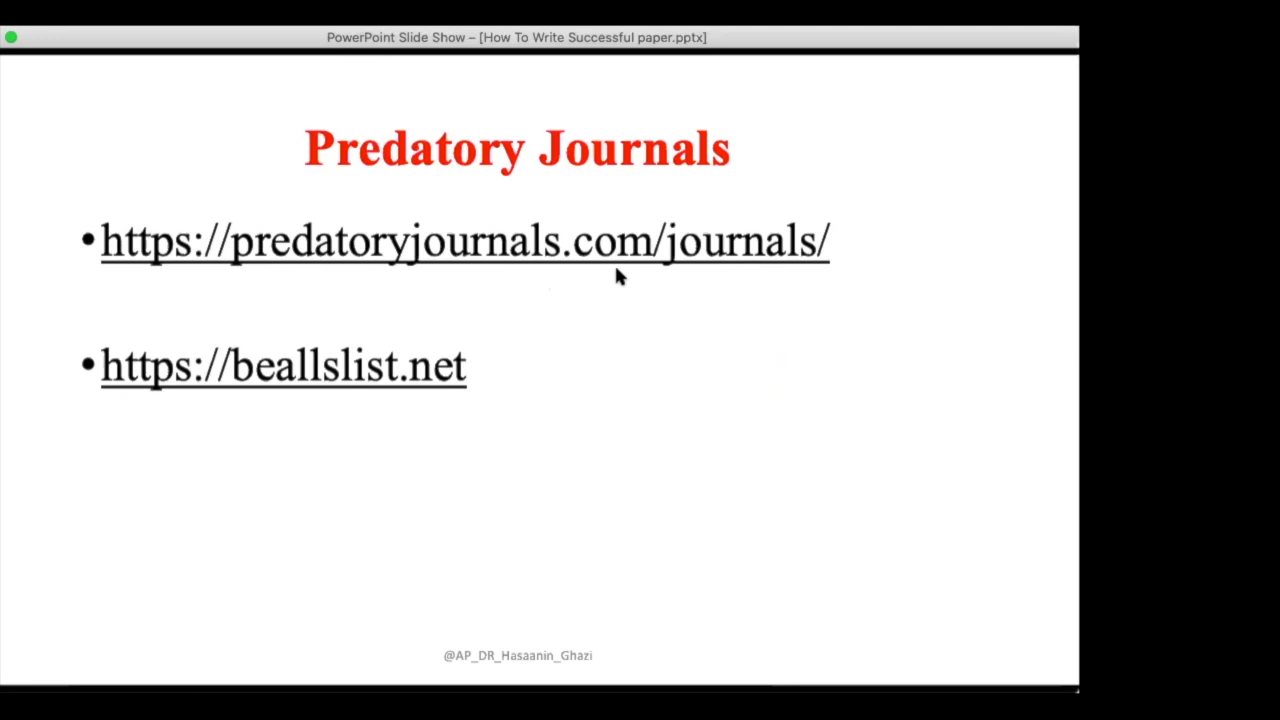 PowerPoint Slide Show – [How To Write Successful paper.pptx]
Predatory Journals
•https://predatoryjournals.com/journals/
•https://beallslist.net
@AP_DR_Hasaanin_Ghazi